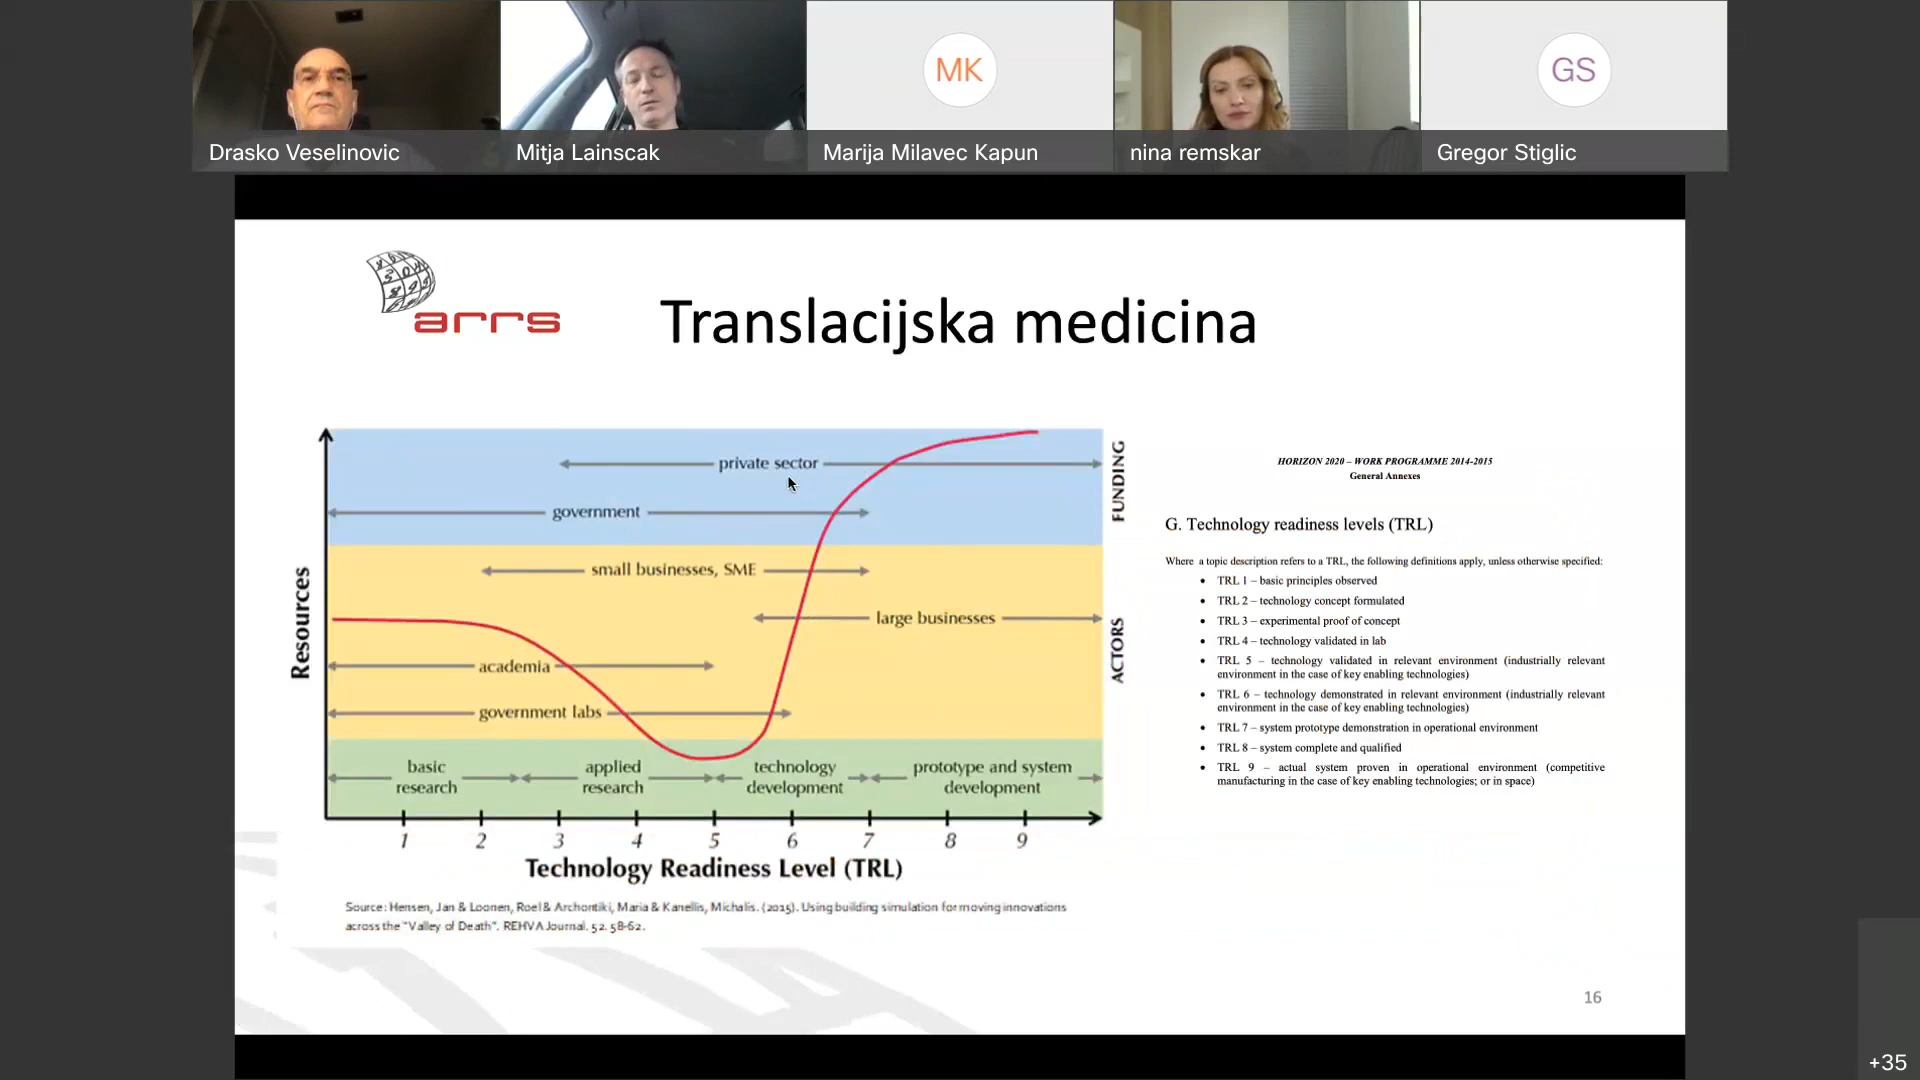 MK
GS
Drasko Veselinovic
Mitja Lainscak
Marija Milavec Kapun
nina remskar
Gregor Stiglic
arrs
Translacijska medicina
private sector
government
FUNDING
small businesses, SME
large businesses
academia
government labs
ACTORS
Resources
basic
research
applied
research
technology
development
prototype and system
development
1 2 3 4 5 6 7 8 9
Technology Readiness Level (TRL)
Source: Hensen, Jan & Loonen, Roel & Archontiki, Maria & Kanellis, Michalis. (2015). Using building simulation for moving innovations
across the "Valley of Death". REHVA Journal. 52. 58-62.
HORIZON 2020 – WORK PROGRAMME 2014-2015
General Annexes
G. Technology readiness levels (TRL)
Where a topic description refers to a TRL, the following definitions apply, unless otherwise specified:
• TRL 1 – basic principles observed
• TRL 2 – technology concept formulated
• TRL 3 – experimental proof of concept
• TRL 4 – technology validated in lab
• TRL 5 – technology validated in relevant environment (industrially relevant
environment in the case of key enabling technologies)
• TRL 6 – technology demonstrated in relevant environment (industrially relevant
environment in the case of key enabling technologies)
• TRL 7 – system prototype demonstration in operational environment
• TRL 8 – system complete and qualified
• TRL 9 – actual system proven in operational environment (competitive
manufacturing in the case of key enabling technologies; or in space)
16
+35